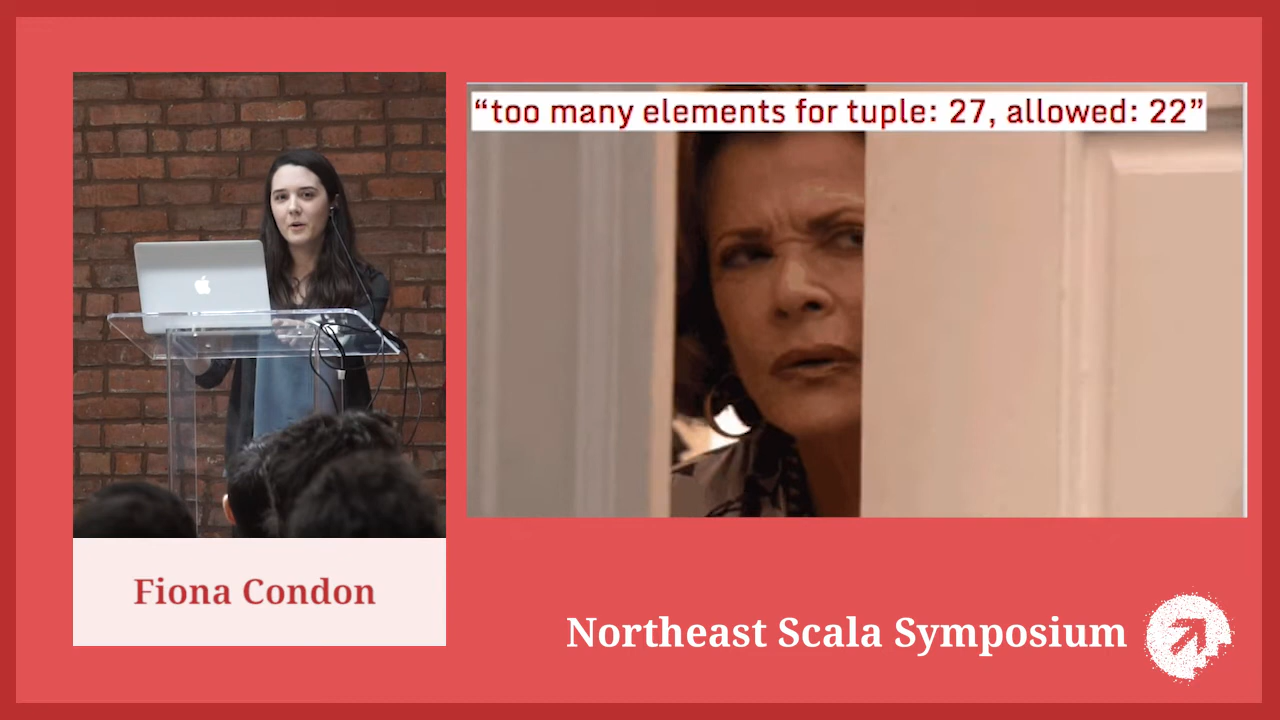 “too many elements for tuple: 27, allowed: 22”
Fiona Condon
Northeast Scala Symposium